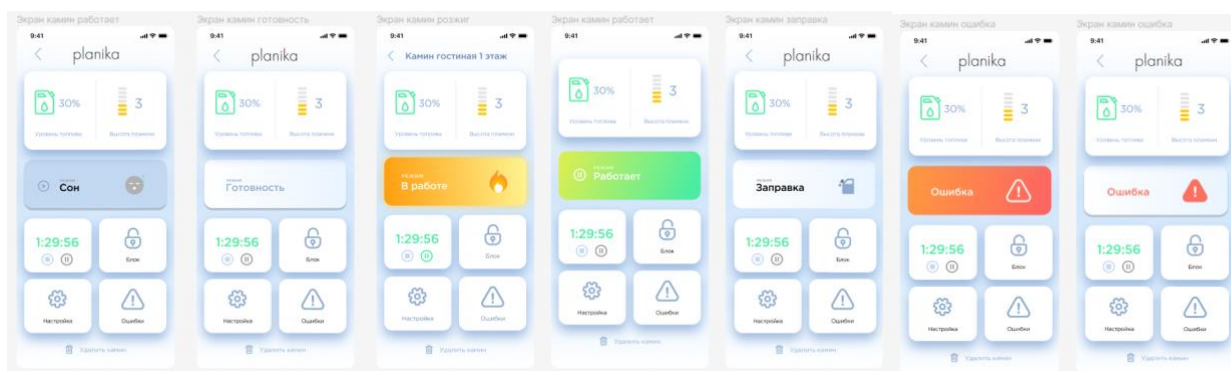 Экран камин работает
9:41
planika
30%
3
Уровень топлива
Высота пламени
РЕЖИМ
Сон
1:29:56
Блок
Настройка
Ошибки
Удалить камин
Экран камин готовность
9:41
planika
30%
3
Уровень топлива
Высота пламени
РЕЖИМ
Готовность
1:29:56
Блок
Настройка
Ошибки
Удалить камин
Экран камин розжиг
9:41
Камин гостиная 1 этаж
30%
3
Уровень топлива
Высота пламени
РЕЖИМ
В работе
1:29:56
Блок
Настройка
Ошибки
Удалить камин
Экран камин работает
9:41
30%
3
Уровень топлива
Высота пламени
РЕЖИМ
Работает
1:29:56
Блок
Настройка
Ошибки
Удалить камин
Экран камин заправка
9:41
planika
30%
3
Уровень топлива
Высота пламени
РЕЖИМ
Заправка
1:29:56
Блок
Настройка
Ошибки
Удалить камин
Экран камин ошибка
9:41
planika
30%
3
Уровень топлива
Высота пламени
Ошибка
1:29:56
Блок
Настройка
Ошибки
Удалить камин
Экран камин ошибка
9:41
planika
30%
3
Уровень топлива
Высота пламени
Ошибка
1:29:56
Блок
Настройка
Ошибки
Удалить камин